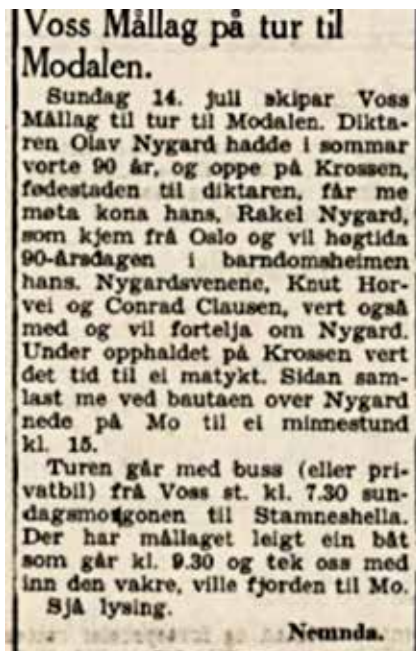 Voss Mållag på tur til
Modalen.
Sundag 14. juli skipar Voss
Mållag til tur til Modalen. Dikta-
ren Olav Nygard hadde i sommar
vorte 90 år, og oppe på Krossen,
fødestaden til diktaren, får me
møta kona hans, Rakel Nygard,
som kjem frå Oslo og vil høgtida
90-årsdagen i barndomsheimen
hans. Nygardsvenene, Knut Hor-
vei og Conrad Clausen, vert også
med og vil fortelja om Nygard.
Under opphaldet på Krossen vert
det tid til ei matykt. Sidan sam-
last me ved bautaen over Nygard
nede på Mo til ei minnestund
kl. 15.
Turen går med buss (eller pri-
vatbil) frå Voss st. kl. 7.30 sun-
dagsmorgonen til Stamneshella.
Der har mållaget leigt ein båt
som går kl. 9.30 og tek oss med
inn den vakre, ville fjorden til Mo.
Sjå lysing.
Nemnda.